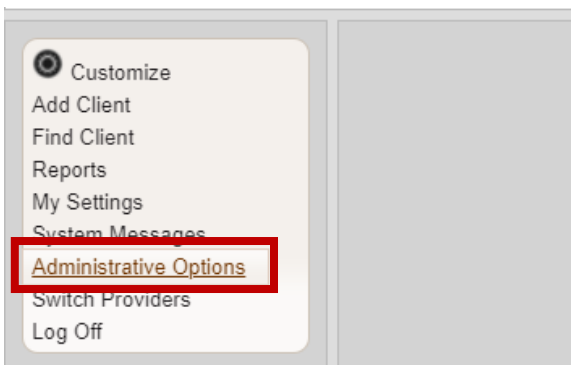 Customize
Add Client
Find Client
Reports
My Settings
System Messages
Administrative Options
Switch Providers
Log Off